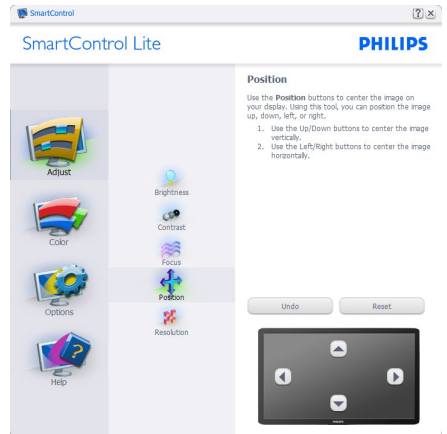 SmartControl
SmartControl Lite
PHILIPS
Adjust
Color
Options
Help
Brightness
Contrast
Focus
Position
Resolution
Position
Use the Position buttons to center the image on
your display. Using this tool, you can position the image
up, down, left, or right.
1. Use the Up/Down buttons to center the image
vertically.
2. Use the Left/Right buttons to center the image
horizontally.
Undo
Reset
PHILIPS